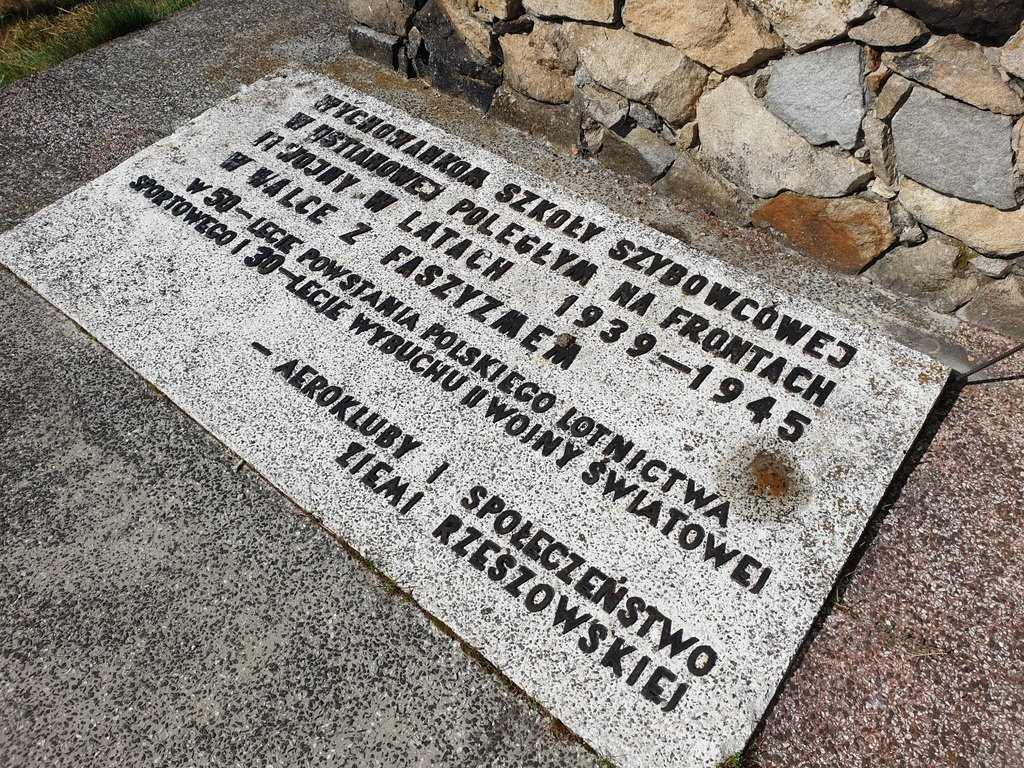 WYCHOWANKOM SZKOŁY SZYBOWCÓWEJ
W USTIANOWEJ POLEGŁYM NA FRONTACH
II WOJNY W LATACH 1939-1945
W WALCE Z FASZYZMEM
w 50-LECIE POWSTANIA POLSKIEGO LOTNICTWA
SPORTOWEGO I 30-LECIE WYBUCHU II WOJNY ŚWIATOWEJ
- AEROKLUBY I SPOŁECZEŃSTWO
ZIEMI RZESZOWSKIEJ